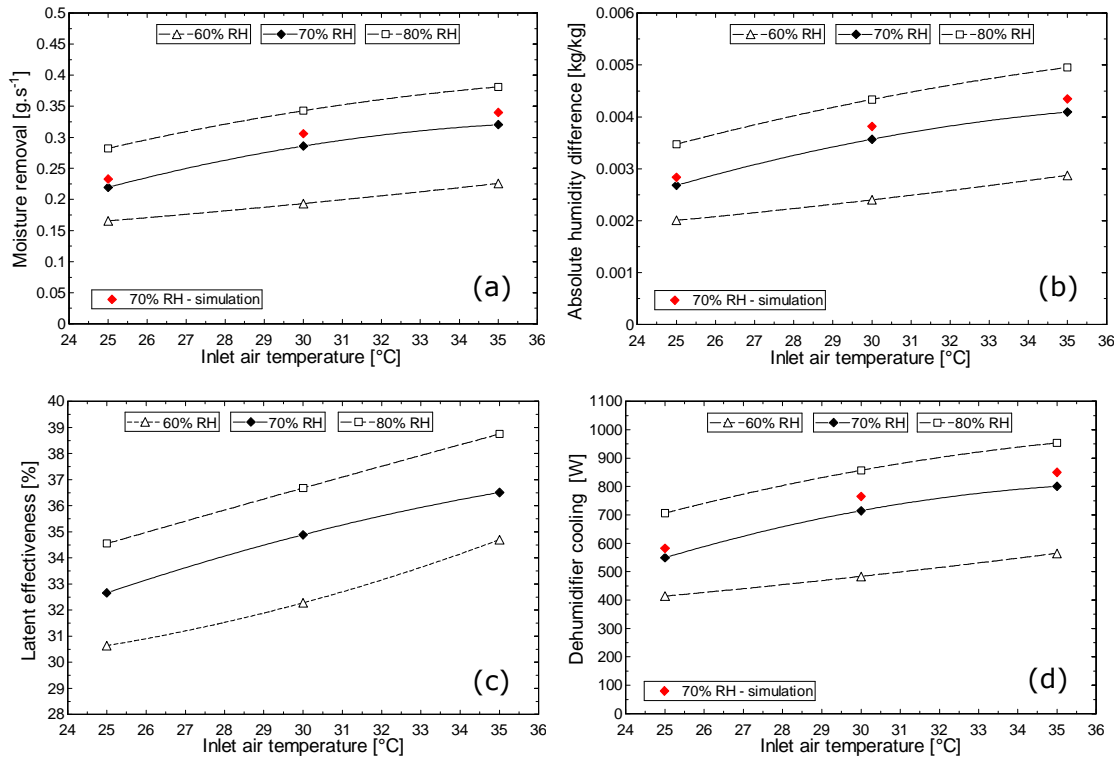 0.5
0.45
0.4
0.35
0.3
0.25
0.2
0.15
0.1
0.05
0
Moisture removal [g.s-1]
60% RH 70% RH 80% RH
70% RH - simulation
(a)
24 25 26 27 28 29 30 31 32 33 34 35 36
Inlet air temperature [°C]
0.006
0.005
0.004
0.003
0.002
0.001
0.000
Absolute humidity difference [kg/kg]
60% RH 70% RH 80% RH
70% RH - simulation
(b)
24 25 26 27 28 29 30 31 32 33 34 35 36
Inlet air temperature [°C]
40
39
38
37
36
35
34
33
32
31
30
29
28
Latent effectiveness [%]
60% RH 70% RH 80% RH
(c)
24 25 26 27 28 29 30 31 32 33 34 35 36
Inlet air temperature [°C]
1100
1000
900
800
700
600
500
400
300
200
100
0
Dehumidifier cooling [W]
60% RH 70% RH 80% RH
70% RH - simulation
(d)
24 25 26 27 28 29 30 31 32 33 34 35 36
Inlet air temperature [°C]